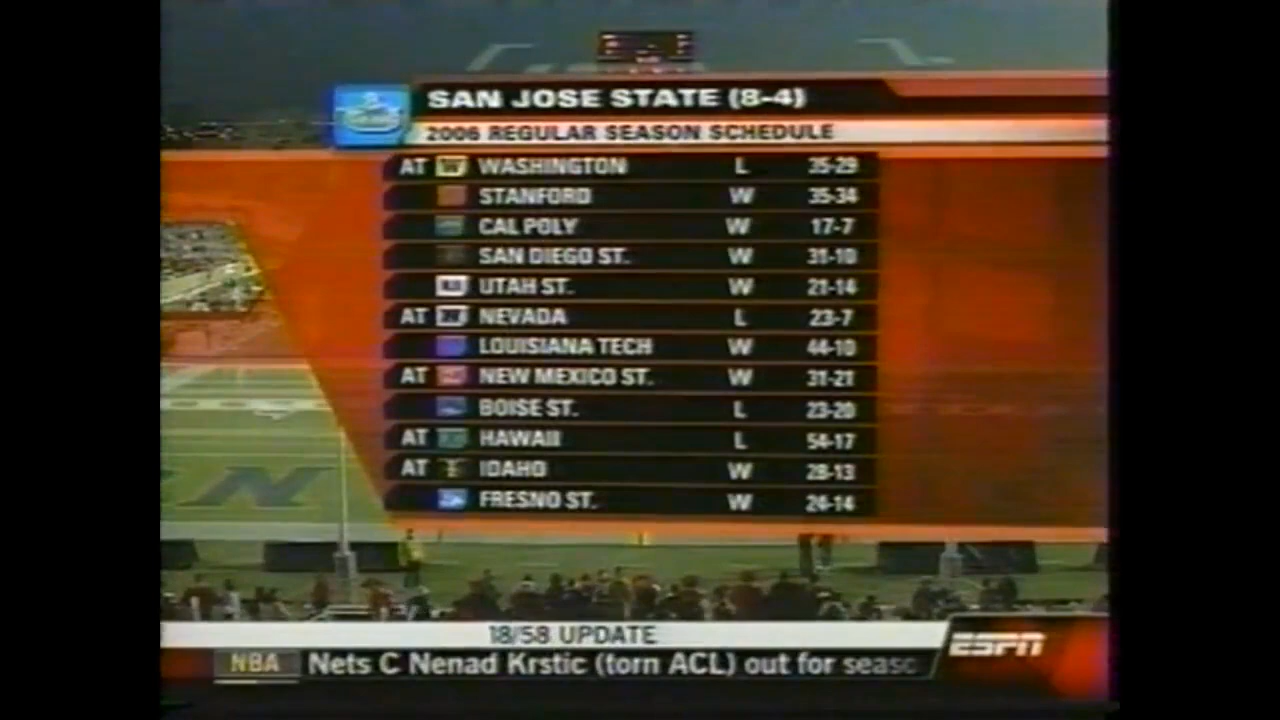 SAN JOSE STATE (8-4)
2006 REGULAR SEASON SCHEDULE
AT WASHINGTON L 35-29
STANFORD W 35-34
CAL POLY W 17-7
SAN DIEGO ST. W 31-10
UTAH ST. W 21-14
AT NEVADA L 23-7
LOUISIANA TECH W 44-10
AT NEW MEXICO ST. W 31-21
BOISE ST. L 23-20
AT HAWAII L 54-17
AT IDAHO W 28-13
FRESNO ST. W 24-14
18/58 UPDATE
ESPN
NBA Nets C Nenad Krstic (torn ACL) out for seasc